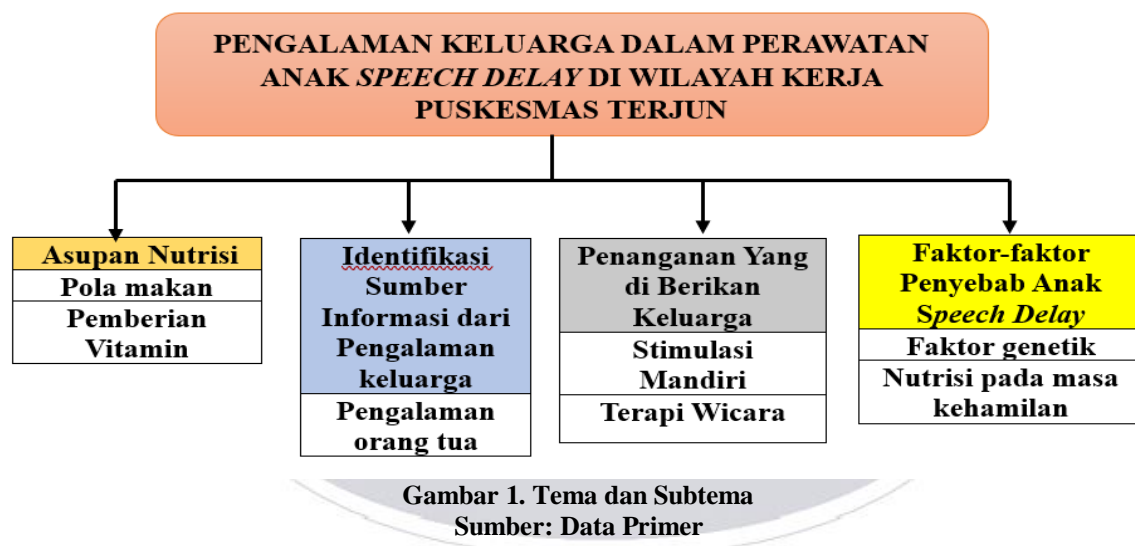 PENGALAMAN KELUARGA DALAM PERAWATAN
ANAK SPEECH DELAY DI WILAYAH KERJA
PUSKESMAS TERJUN
Asupan Nutrisi
Pola makan
Pemberian
Vitamin
Identifikasi
Sumber
Informasi dari
Pengalaman
keluarga
Pengalaman
orang tua
Penanganan Yang
di Berikan
Keluarga
Stimulasi
Mandiri
Terapi Wicara
Faktor-faktor
Penyebab Anak
Speech Delay
Faktor genetik
Nutrisi pada masa
kehamilan
Gambar 1. Tema dan Subtema
Sumber: Data Primer